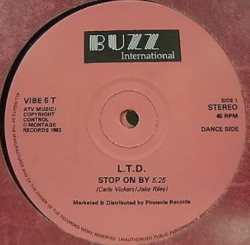 BUZZ
International
VIBE 5 T
ATV MUSIC/
COPYRIGHT
CONTROL
© MONTAGE
RECORDS 1983
SIDE 1
STEREO
45 RPM
DANCE SIDE
L.T.D.
STOP ON BY 5.25
(Carle Vickers/Jake Riley)
Marketed & Distributed by Pinnacle Records